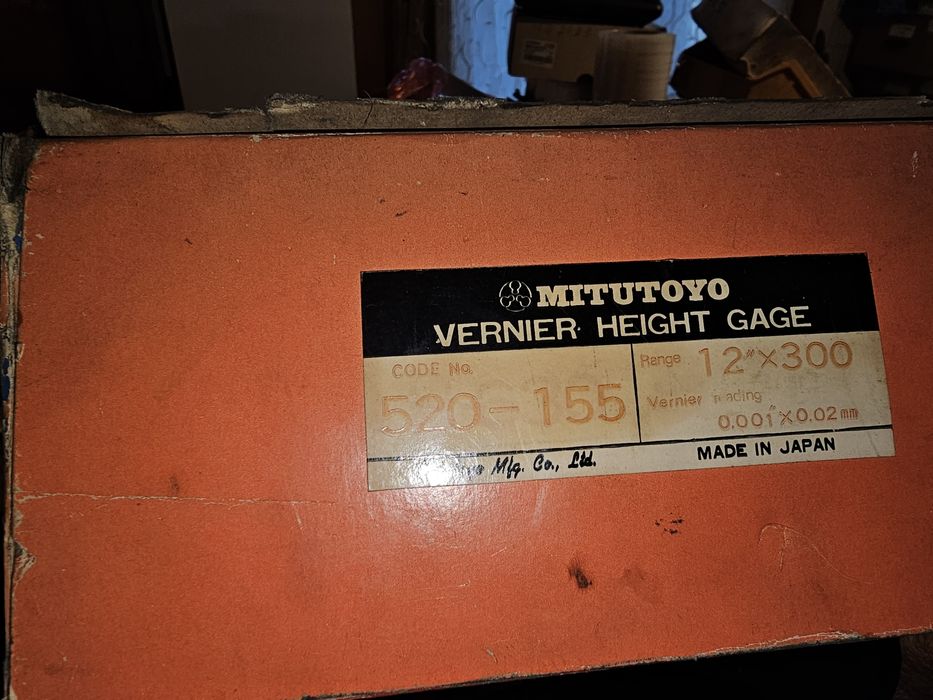 MITUTOYO
VERNIER HEIGHT GAGE
CODE No.
520-155
Range 12"×300
Vernier reading
0.001"×0.02mm
Mfg. Co., Ltd.
MADE IN JAPAN